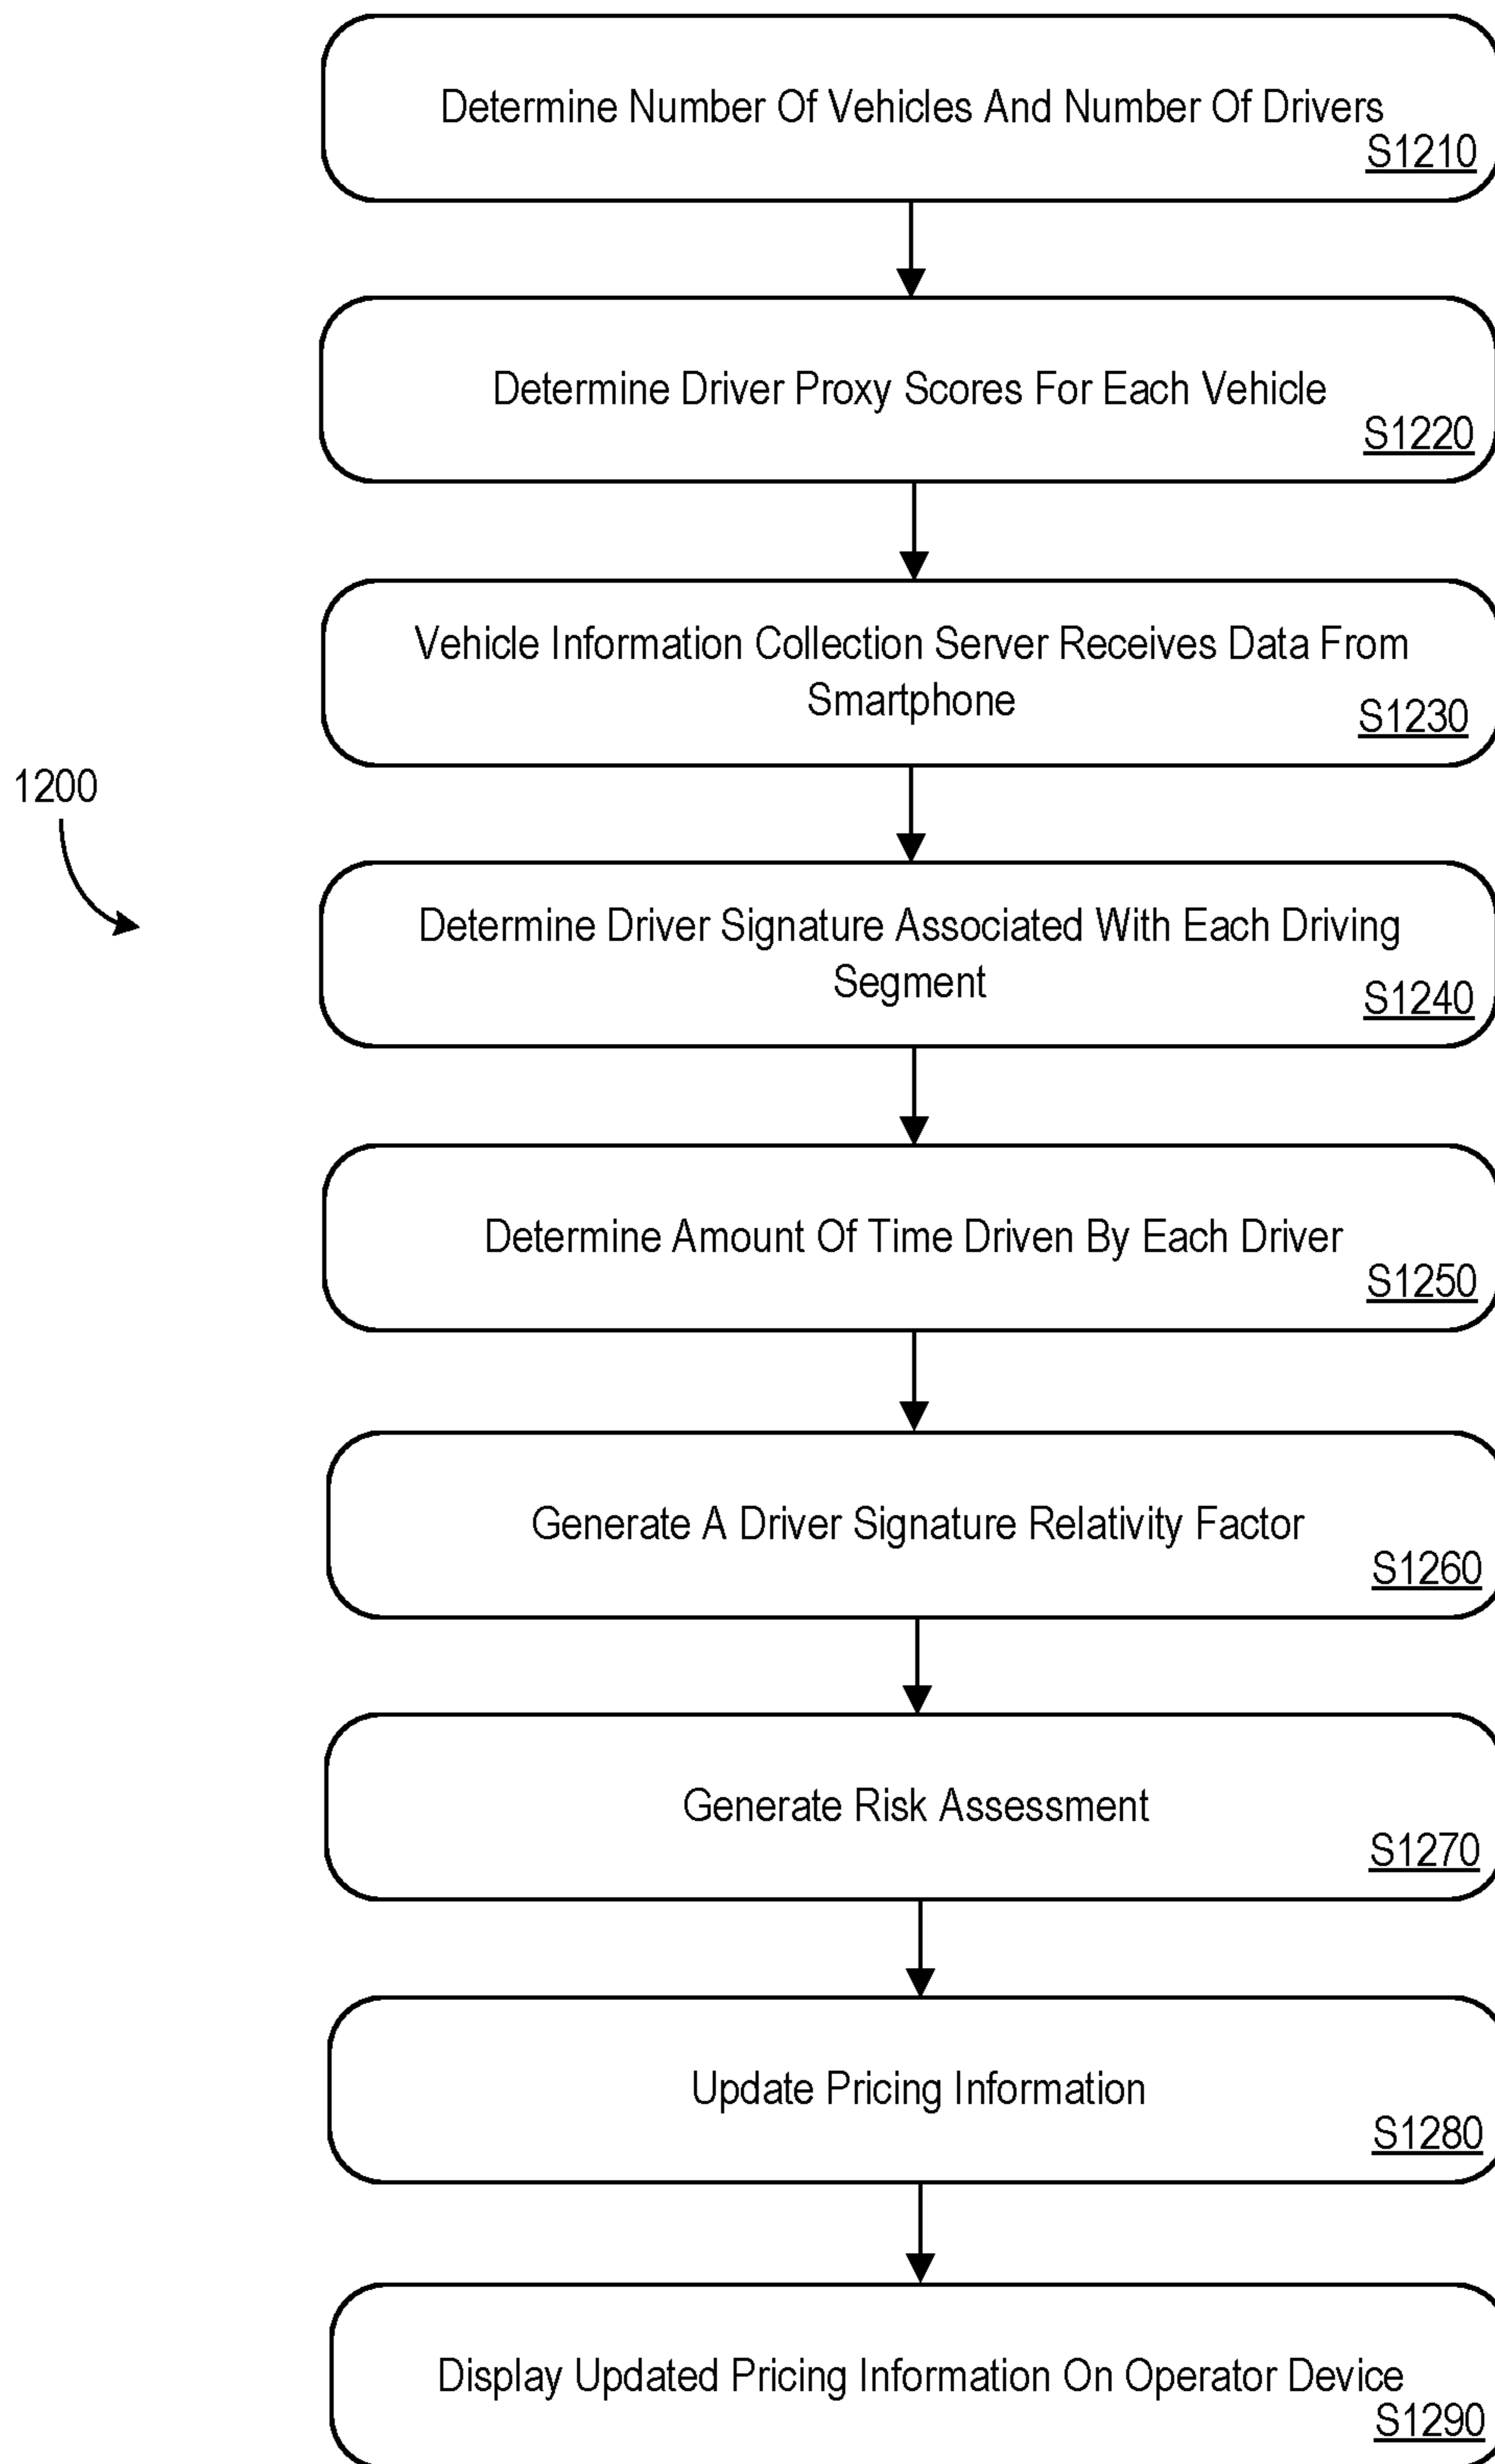 Determine Number Of Vehicles And Number Of Drivers
S1210
Determine Driver Proxy Scores For Each Vehicle
S1220
Vehicle Information Collection Server Receives Data From
Smartphone
S1230
1200
Determine Driver Signature Associated With Each Driving
Segment
S1240
Determine Amount Of Time Driven By Each Driver
S1250
Generate A Driver Signature Relativity Factor
S1260
Generate Risk Assessment
S1270
Update Pricing Information
S1280
Display Updated Pricing Information On Operator Device
S1290